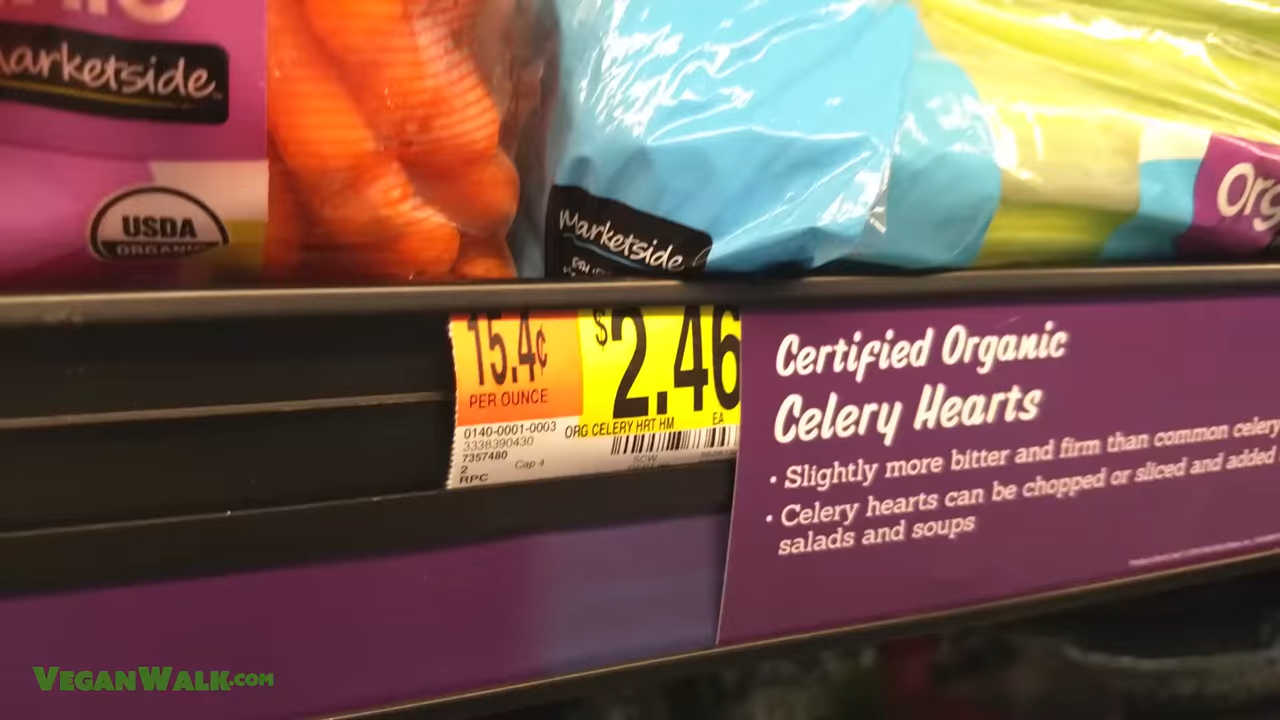 Marketside
USDA
ORGANIC
Marketside
Org
15.4¢
PER OUNCE
$2.46
EA
ORG CELERY HRT HM
0140-0001-0003
3338390430
7357480
2
RPC
Cap 4
Certified Organic
Celery Hearts
• Slightly more bitter and firm than common celery
• Celery hearts can be chopped or sliced and added
salads and soups
VEGANWALK.COM